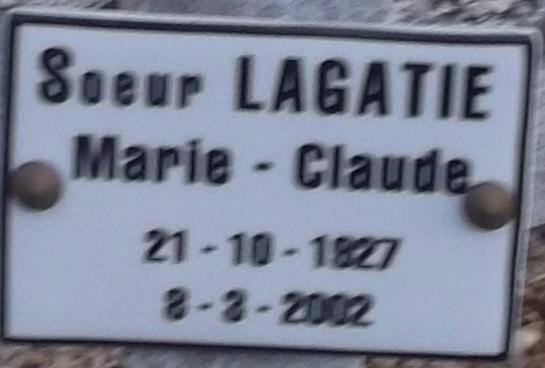 Soeur LAGATIE
Marie - Claude
21 - 10 - 1927
8 - 3 - 2002